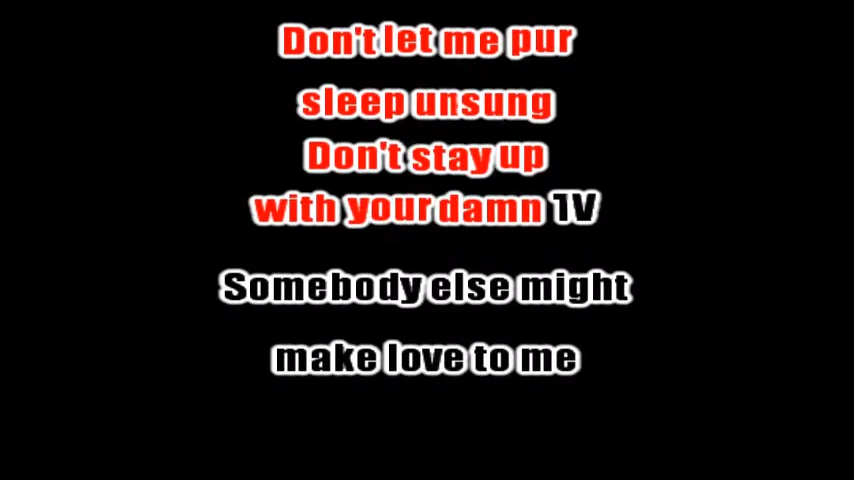 Don't let me pur
sleep unsung
Don't stay up
with your damn TV
Somebody else might
make love to me